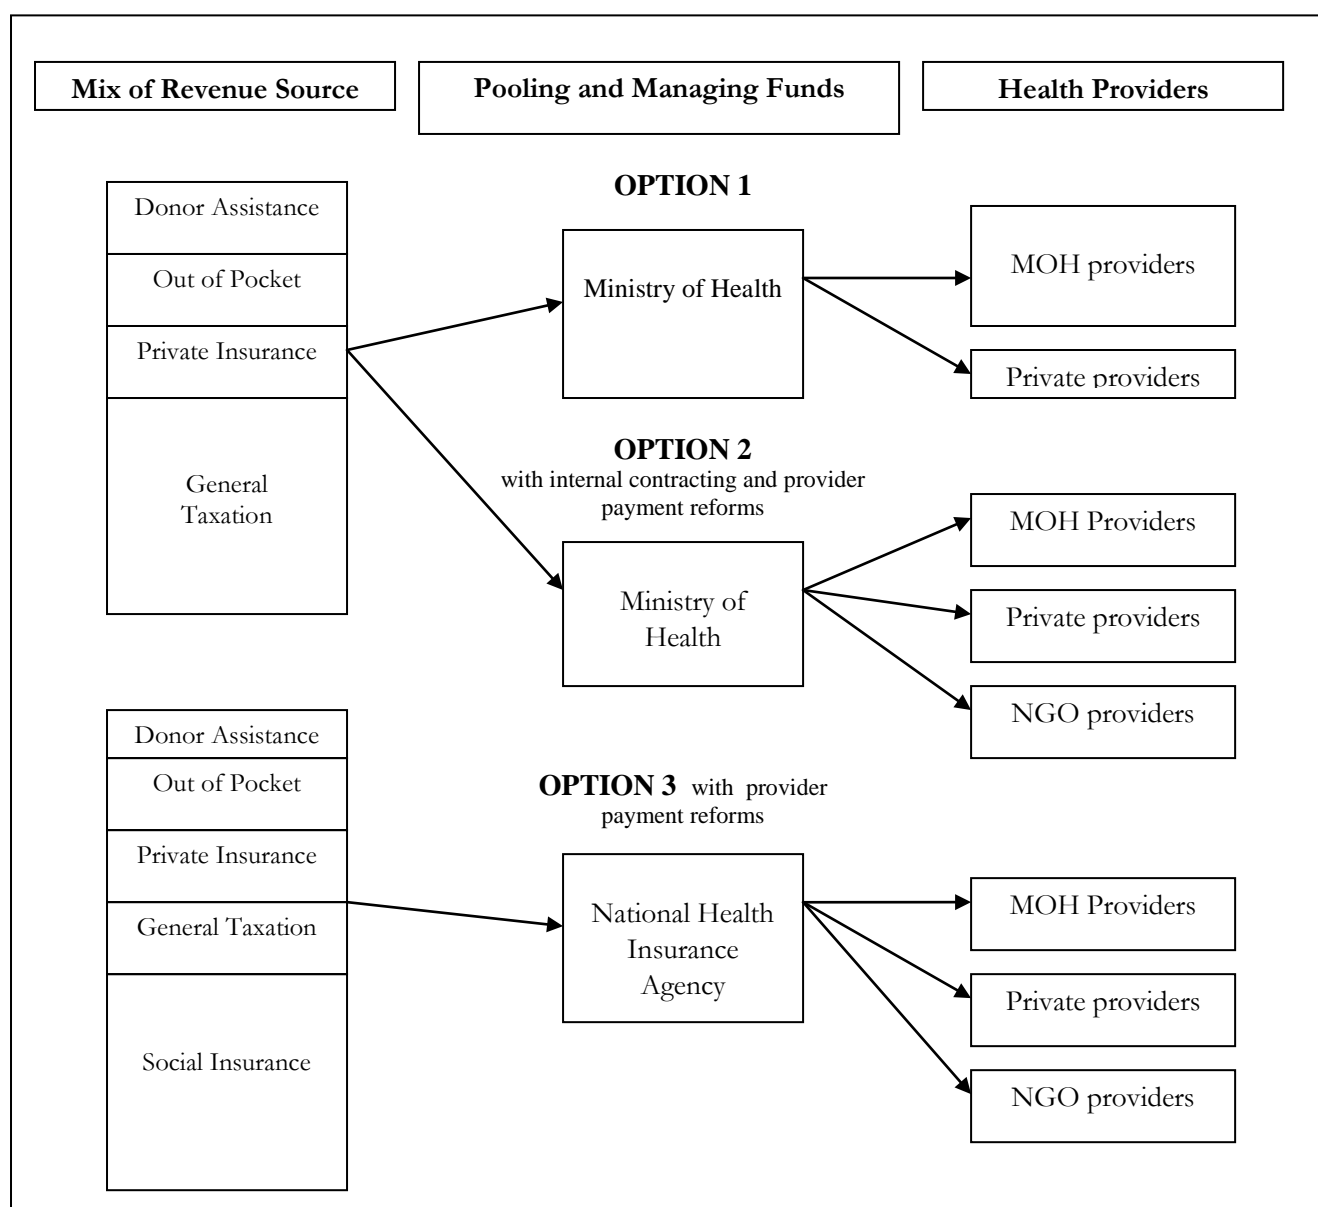 Mix of Revenue Source
Pooling and Managing Funds
Health Providers
Donor Assistance
Out of Pocket
Private Insurance
General
Taxation
OPTION 1
Ministry of Health
MOH providers
Private providers
OPTION 2
with internal contracting and provider
payment reforms
Ministry of
Health
MOH Providers
Private providers
NGO providers
Donor Assistance
Out of Pocket
Private Insurance
General Taxation
Social Insurance
OPTION 3 with provider
payment reforms
National Health
Insurance
Agency
MOH Providers
Private providers
NGO providers